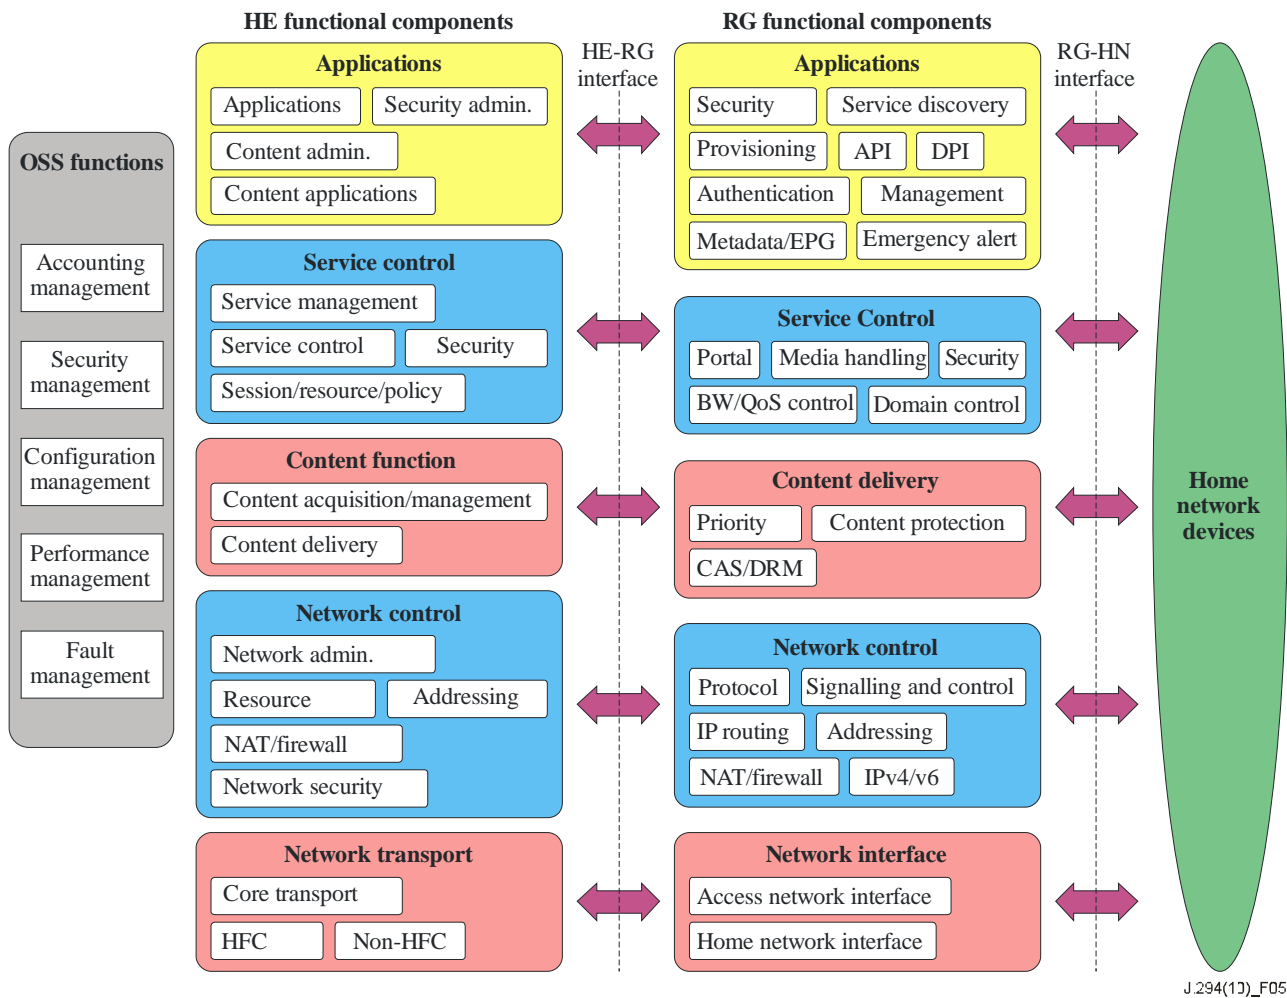 HE functional components
RG functional components
HE-RG
interface
RG-HN
interface
OSS functions
Accounting
management
Security
management
Configuration
management
Performance
management
Fault
management
Applications
Applications
Security admin.
Content admin.
Content applications
Service control
Service management
Service control
Security
Session/resource/policy
Content function
Content acquisition/management
Content delivery
Network control
Network admin.
Resource
Addressing
NAT/firewall
Network security
Network transport
Core transport
HFC
Non-HFC
Applications
Security
Service discovery
Provisioning
API
DPI
Authentication
Management
Metadata/EPG
Emergency alert
Service Control
Portal
Media handling
Security
BW/QoS control
Domain control
Content delivery
Priority
Content protection
CAS/DRM
Network control
Protocol
Signalling and control
IP routing
Addressing
NAT/firewall
IPv4/v6
Network interface
Access network interface
Home network interface
Home
network
devices
J.294(10)_F05